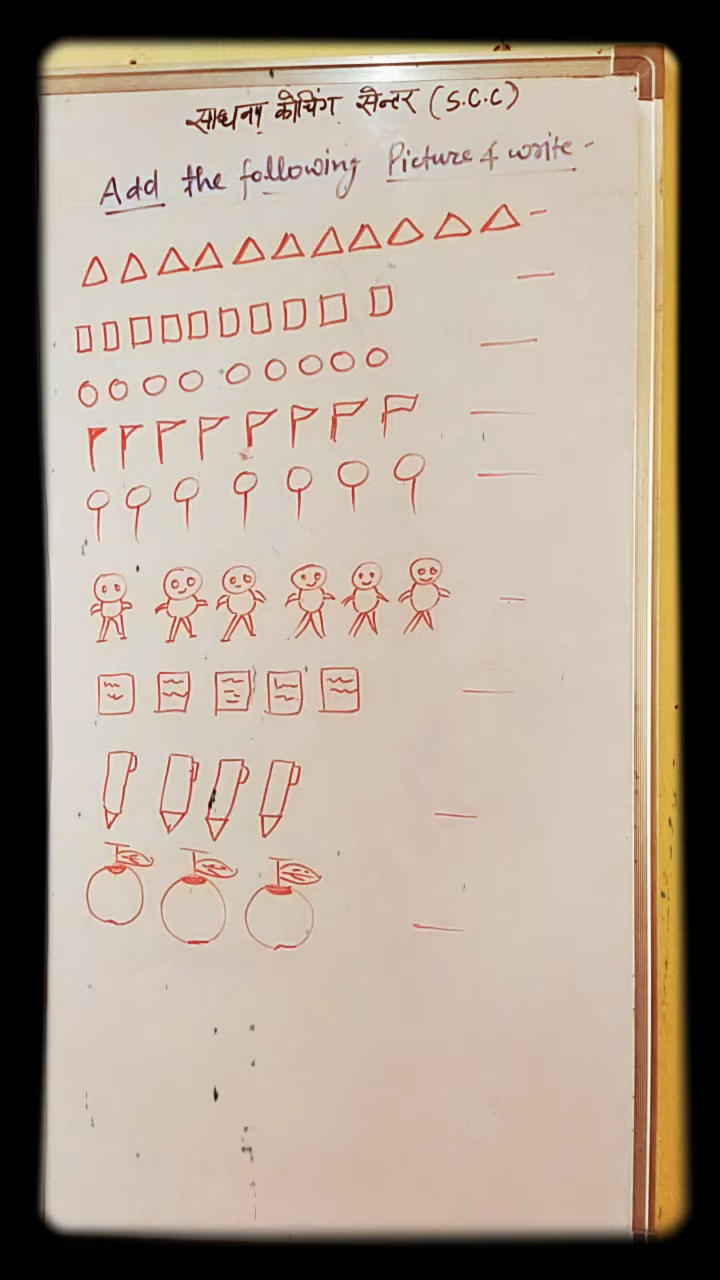 साधना कोचिंग सेन्टर (S.C.C)
Add the following Picture & write -